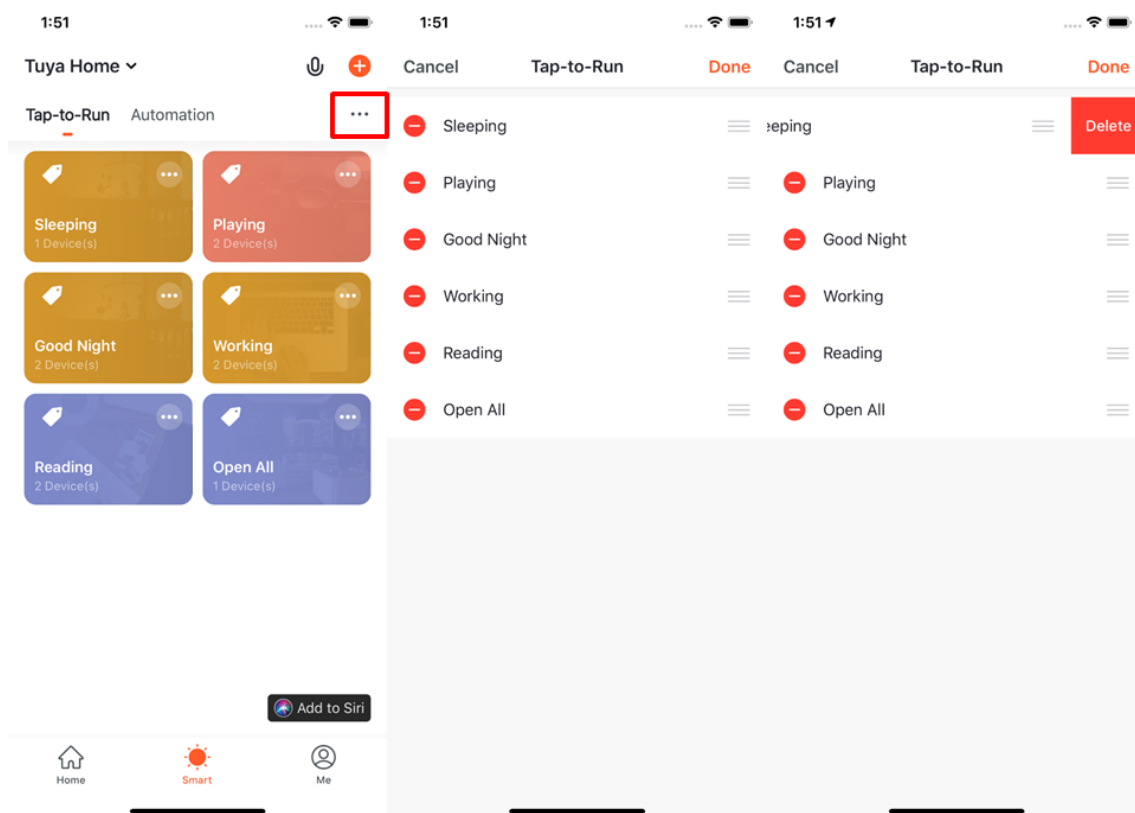 1:51
Tuya Home
Tap-to-Run Automation
Sleeping
1 Device(s)
Playing
2 Device(s)
Good Night
2 Device(s)
Working
2 Device(s)
Reading
2 Device(s)
Open All
1 Device(s)
Add to Siri
Home
Smart
Me
1:51
Cancel Tap-to-Run Done
Sleeping
Playing
Good Night
Working
Reading
Open All
1:51
Cancel Tap-to-Run Done
eeping Delete
Playing
Good Night
Working
Reading
Open All